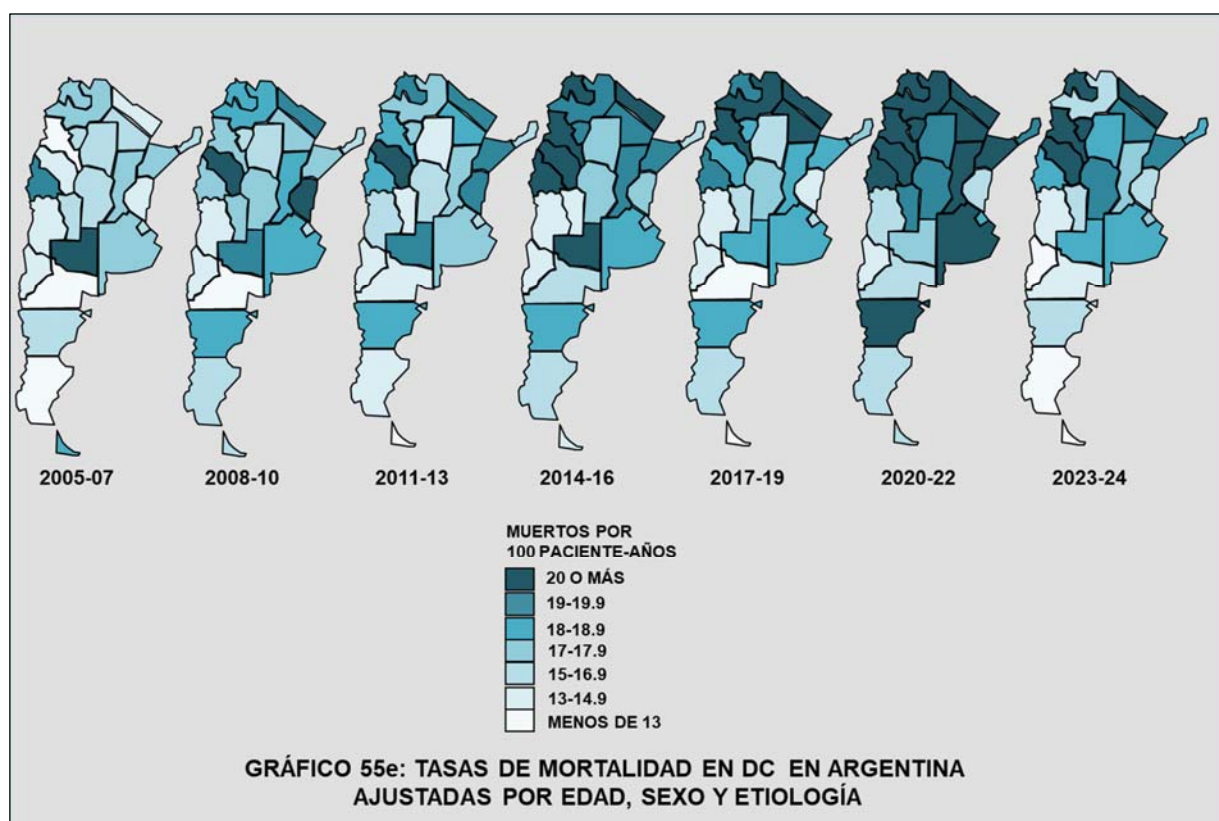 2005-07
2008-10
2011-13
2014-16
2017-19
2020-22
2023-24
MUERTOS POR
100 PACIENTE-AÑOS
20 O MÁS
19-19.9
18-18.9
17-17.9
15-16.9
13-14.9
MENOS DE 13
GRÁFICO 55e: TASAS DE MORTALIDAD EN DC EN ARGENTINA
AJUSTADAS POR EDAD, SEXO Y ETIOLOGÍA